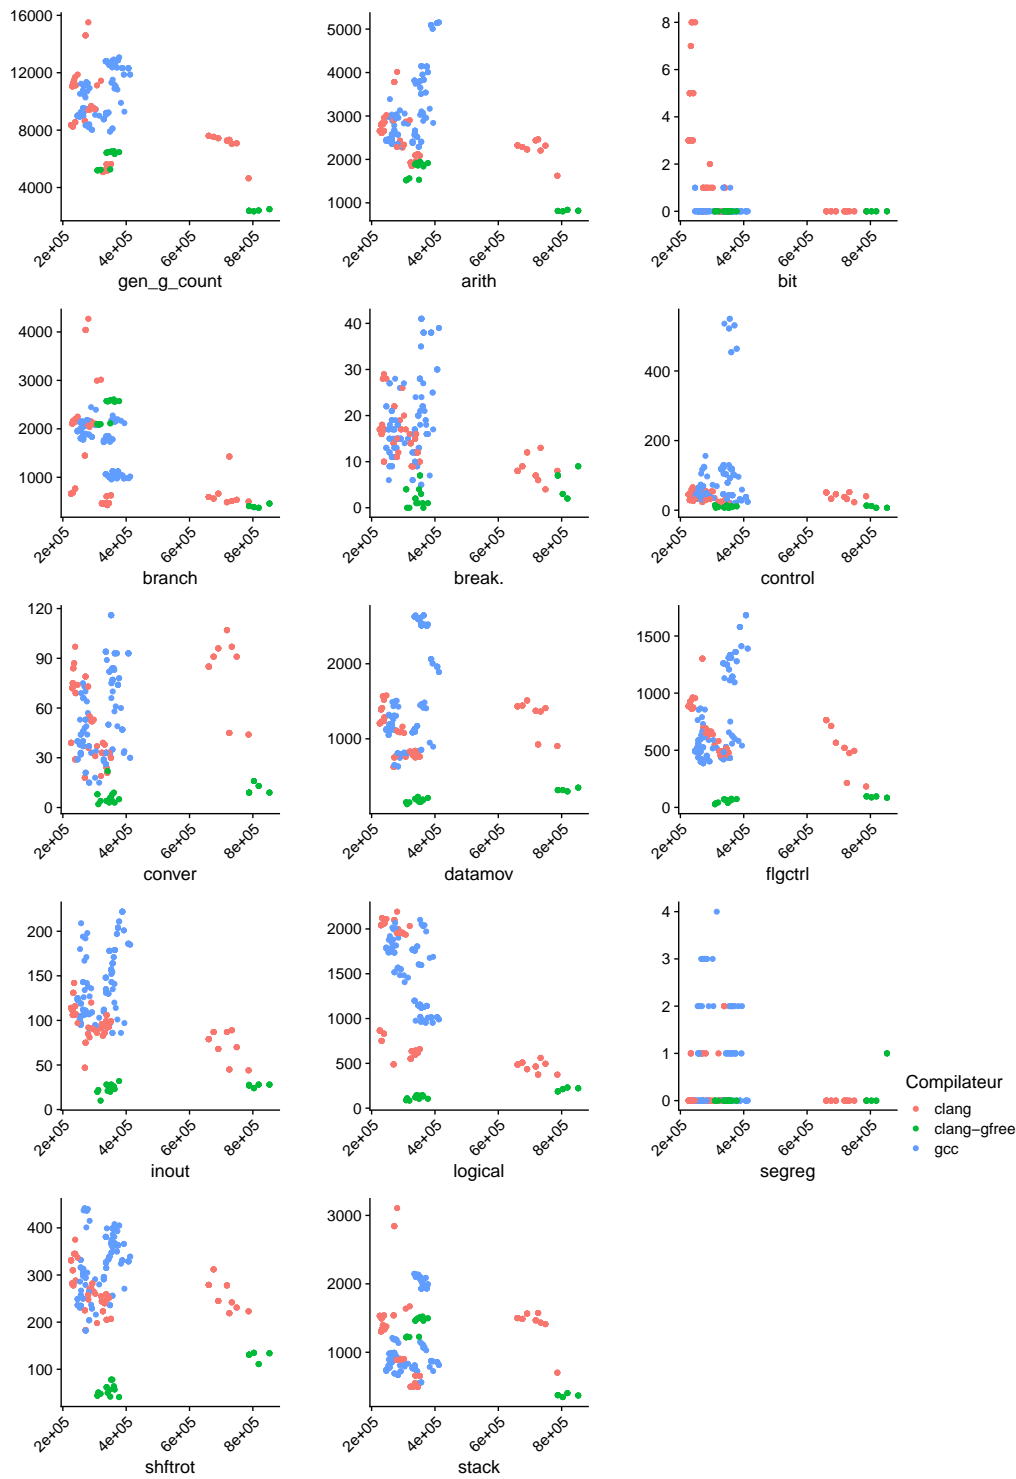 16000
12000
8000
4000
2e+05 4e+05 6e+05 8e+05
gen_g_count
5000
4000
3000
2000
1000
2e+05 4e+05 6e+05 8e+05
arith
8
6
4
2
0
2e+05 4e+05 6e+05 8e+05
bit
4000
3000
2000
1000
2e+05 4e+05 6e+05 8e+05
branch
40
30
20
10
0
2e+05 4e+05 6e+05 8e+05
break.
400
200
0
2e+05 4e+05 6e+05 8e+05
control
120
90
60
30
0
2e+05 4e+05 6e+05 8e+05
conver
2000
1000
2e+05 4e+05 6e+05 8e+05
datamov
1500
1000
500
0
2e+05 4e+05 6e+05 8e+05
flgctrl
200
150
100
50
0
2e+05 4e+05 6e+05 8e+05
inout
2000
1500
1000
500
0
2e+05 4e+05 6e+05 8e+05
logical
4
3
2
1
0
2e+05 4e+05 6e+05 8e+05
segreg
Compilateur
clang
clang-gfree
gcc
400
300
200
100
2e+05 4e+05 6e+05 8e+05
shftrot
3000
2000
1000
2e+05 4e+05 6e+05 8e+05
stack